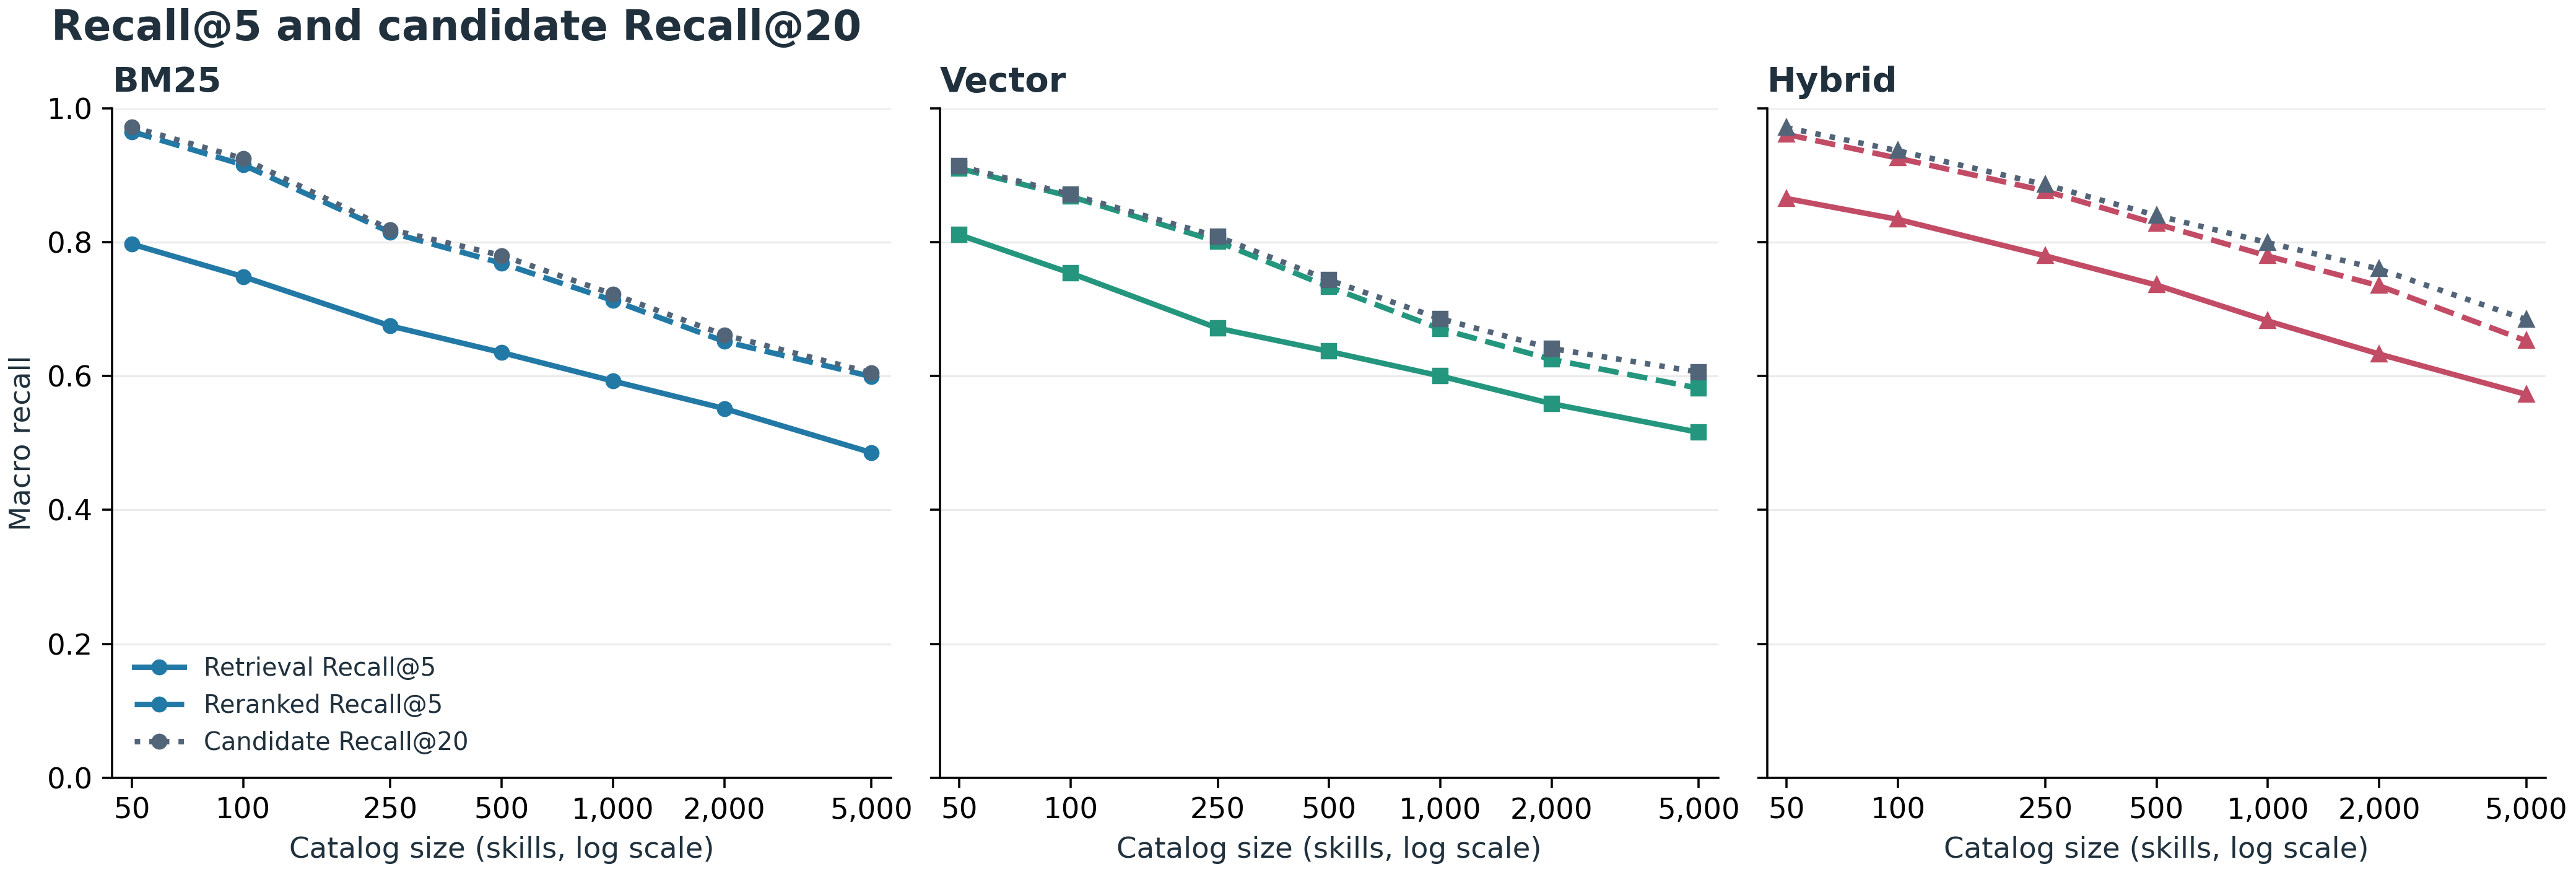 Recall@5 and candidate Recall@20
BM25
Vector
Hybrid
Macro recall
1.0
0.8
0.6
0.4
0.2
0.0
Retrieval Recall@5
Reranked Recall@5
Candidate Recall@20
50 100 250 500 1,000 2,000 5,000
Catalog size (skills, log scale)
50 100 250 500 1,000 2,000 5,000
Catalog size (skills, log scale)
50 100 250 500 1,000 2,000 5,000
Catalog size (skills, log scale)